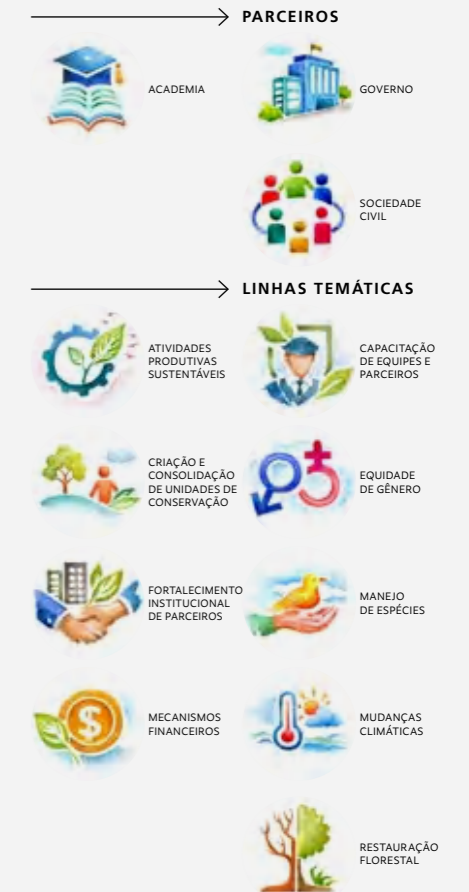 PARCEIROS
ACADEMIA
GOVERNO
SOCIEDADE
CIVIL
LINHAS TEMÁTICAS
ATIVIDADES
PRODUTIVAS
SUSTENTÁVEIS
CAPACITAÇÃO
DE EQUIPES E
PARCEIROS
CRIAÇÃO E
CONSOLIDAÇÃO
DE UNIDADES DE
CONSERVAÇÃO
EQUIDADE
DE GÊNERO
FORTALECIMENTO
INSTITUCIONAL
DE PARCEIROS
MANEJO
DE ESPÉCIES
MECANISMOS
FINANCEIROS
MUDANÇAS
CLIMÁTICAS
RESTAURAÇÃO
FLORESTAL